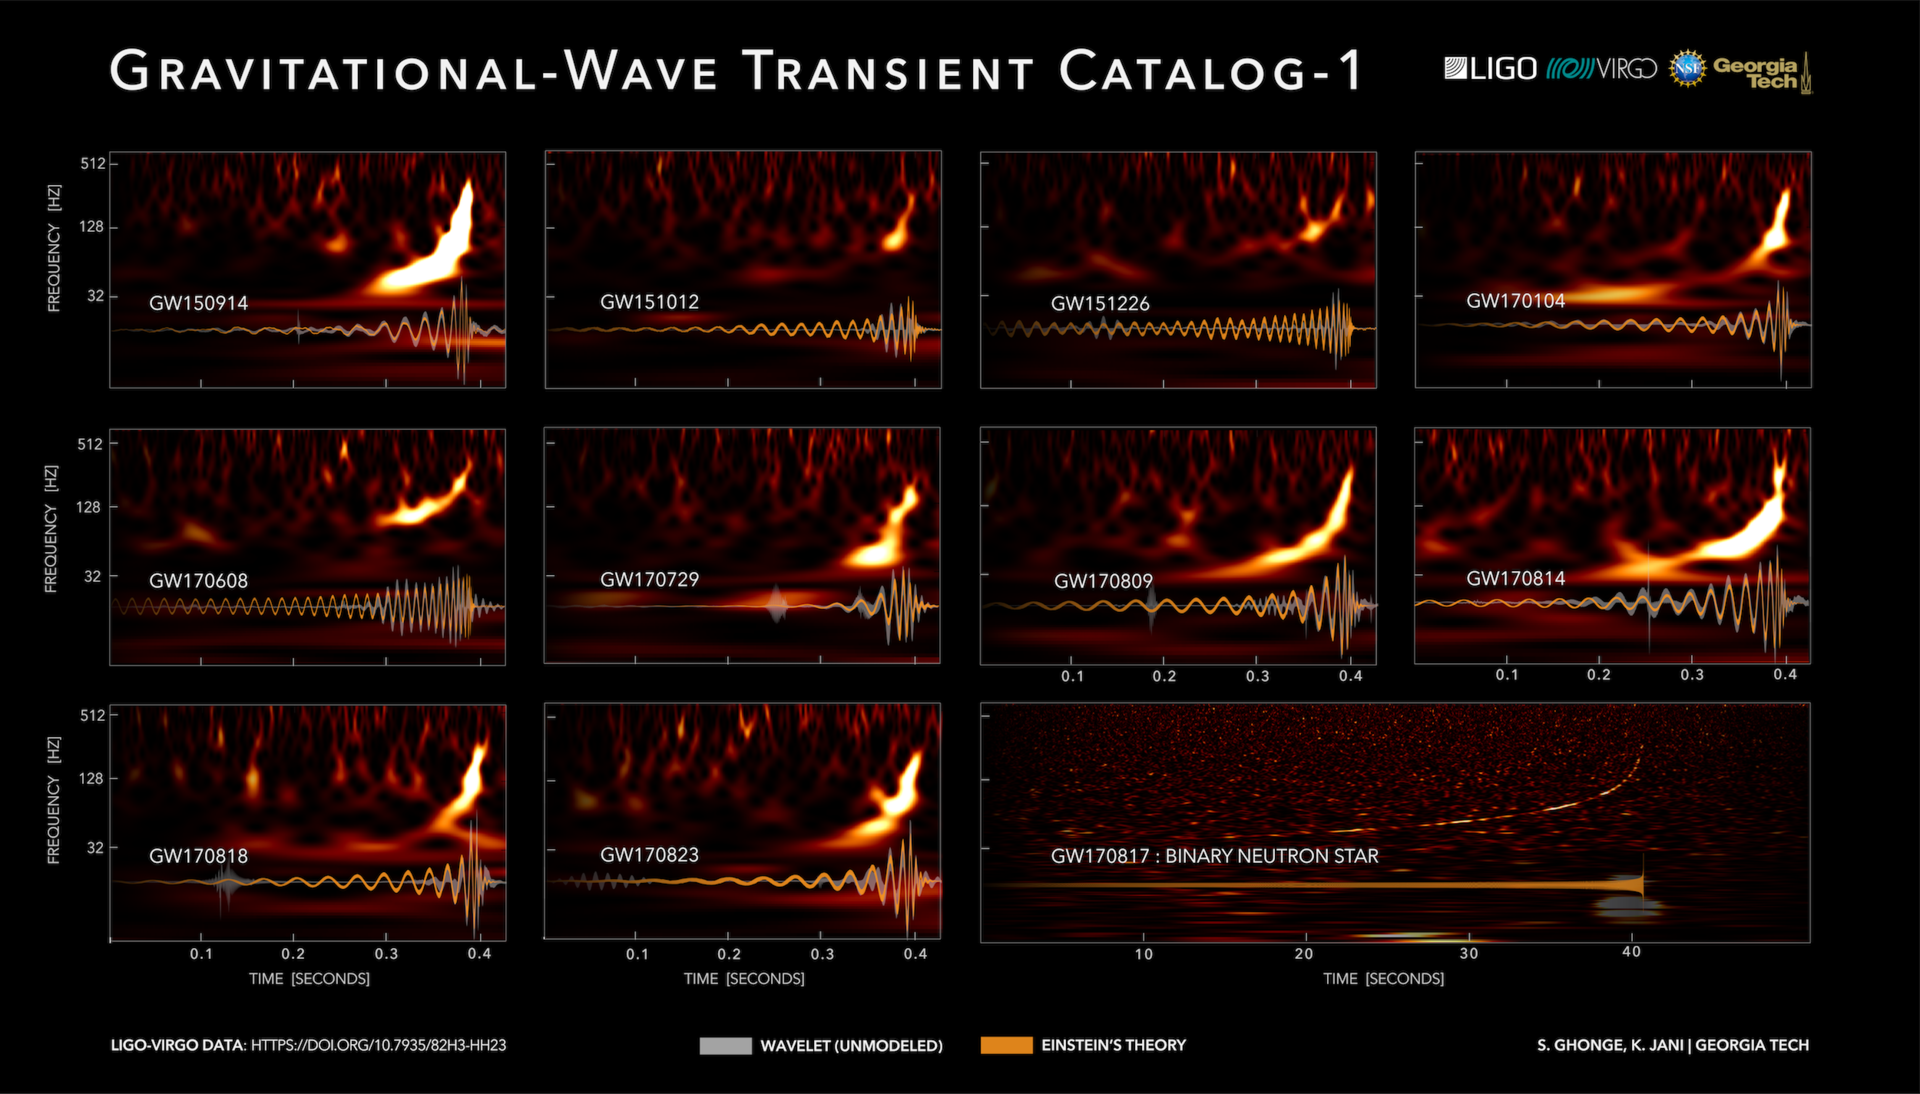 GRAVITATIONAL-WAVE TRANSIENT CATALOG-1
LIGO VIRGO NSF Georgia Tech
FREQUENCY [HZ]
512
128
32
GW150914
GW151012
GW151226
GW170104
FREQUENCY [HZ]
512
128
32
GW170608
GW170729
GW170809
GW170814
0.1 0.2 0.3 0.4
0.1 0.2 0.3 0.4
FREQUENCY [HZ]
512
128
32
GW170818
GW170823
GW170817 : BINARY NEUTRON STAR
0.1 0.2 0.3 0.4
0.1 0.2 0.3 0.4
10 20 30 40
TIME [SECONDS]
TIME [SECONDS]
TIME [SECONDS]
LIGO-VIRGO DATA: HTTPS://DOI.ORG/10.7935/82H3-HH23
WAVELET (UNMODELED)
EINSTEIN'S THEORY
S. GHONGE, K. JANI | GEORGIA TECH